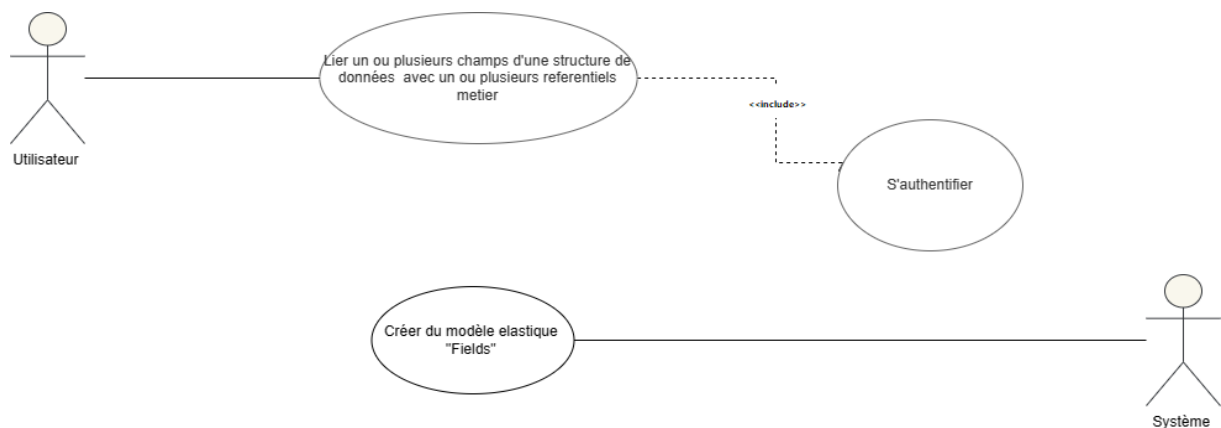 Lier un ou plusieurs champs d'une structure de
données avec un ou plusieurs referentiels
metier
<<include>>
Utilisateur
S'authentifier
Créer du modèle elastique
"Fields"
Système